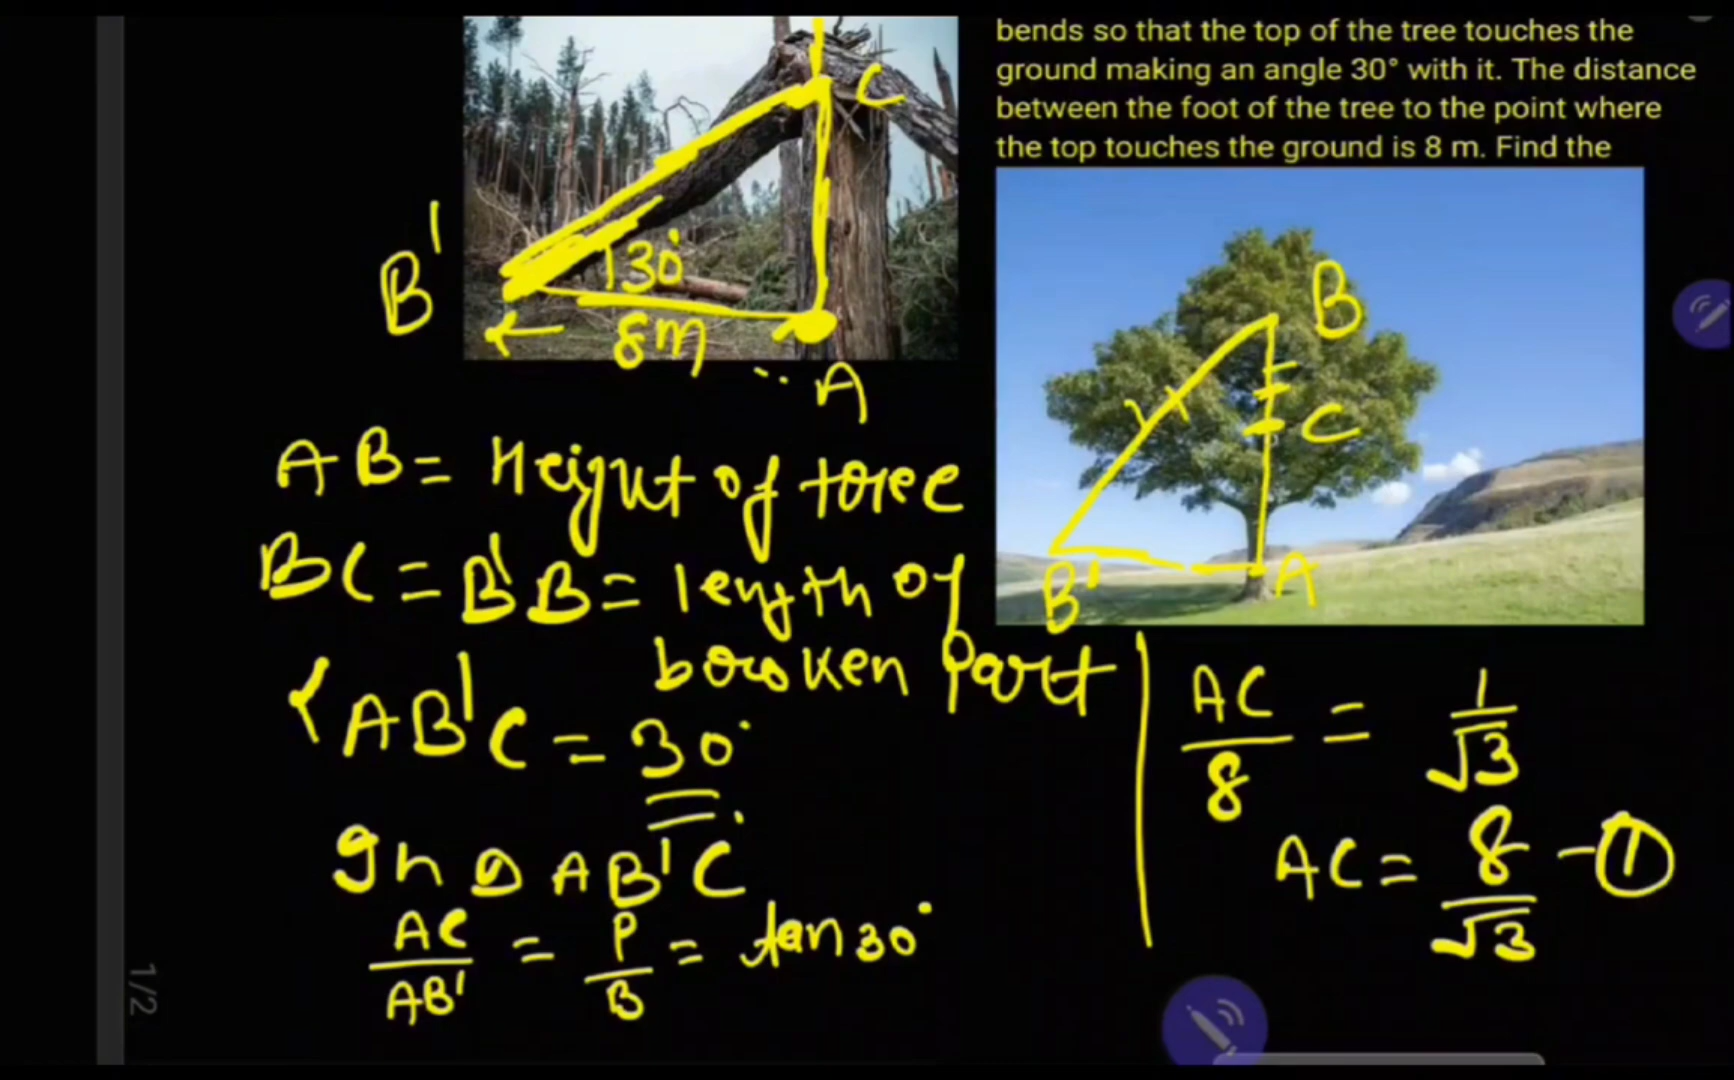 bends so that the top of the tree touches the
ground making an angle 30° with it. The distance
between the foot of the tree to the point where
the top touches the ground is 8 m. Find the
C
B'
30°
8m
A
B
C
B'
A
AB = Height of tree
BC = B'B = length of
broken part
∠AB'C = 30°
In △ AB'C
AC/AB' = P/B = tan 30°
AC/8 = 1/√3
AC = 8/√3 - ①
1/2